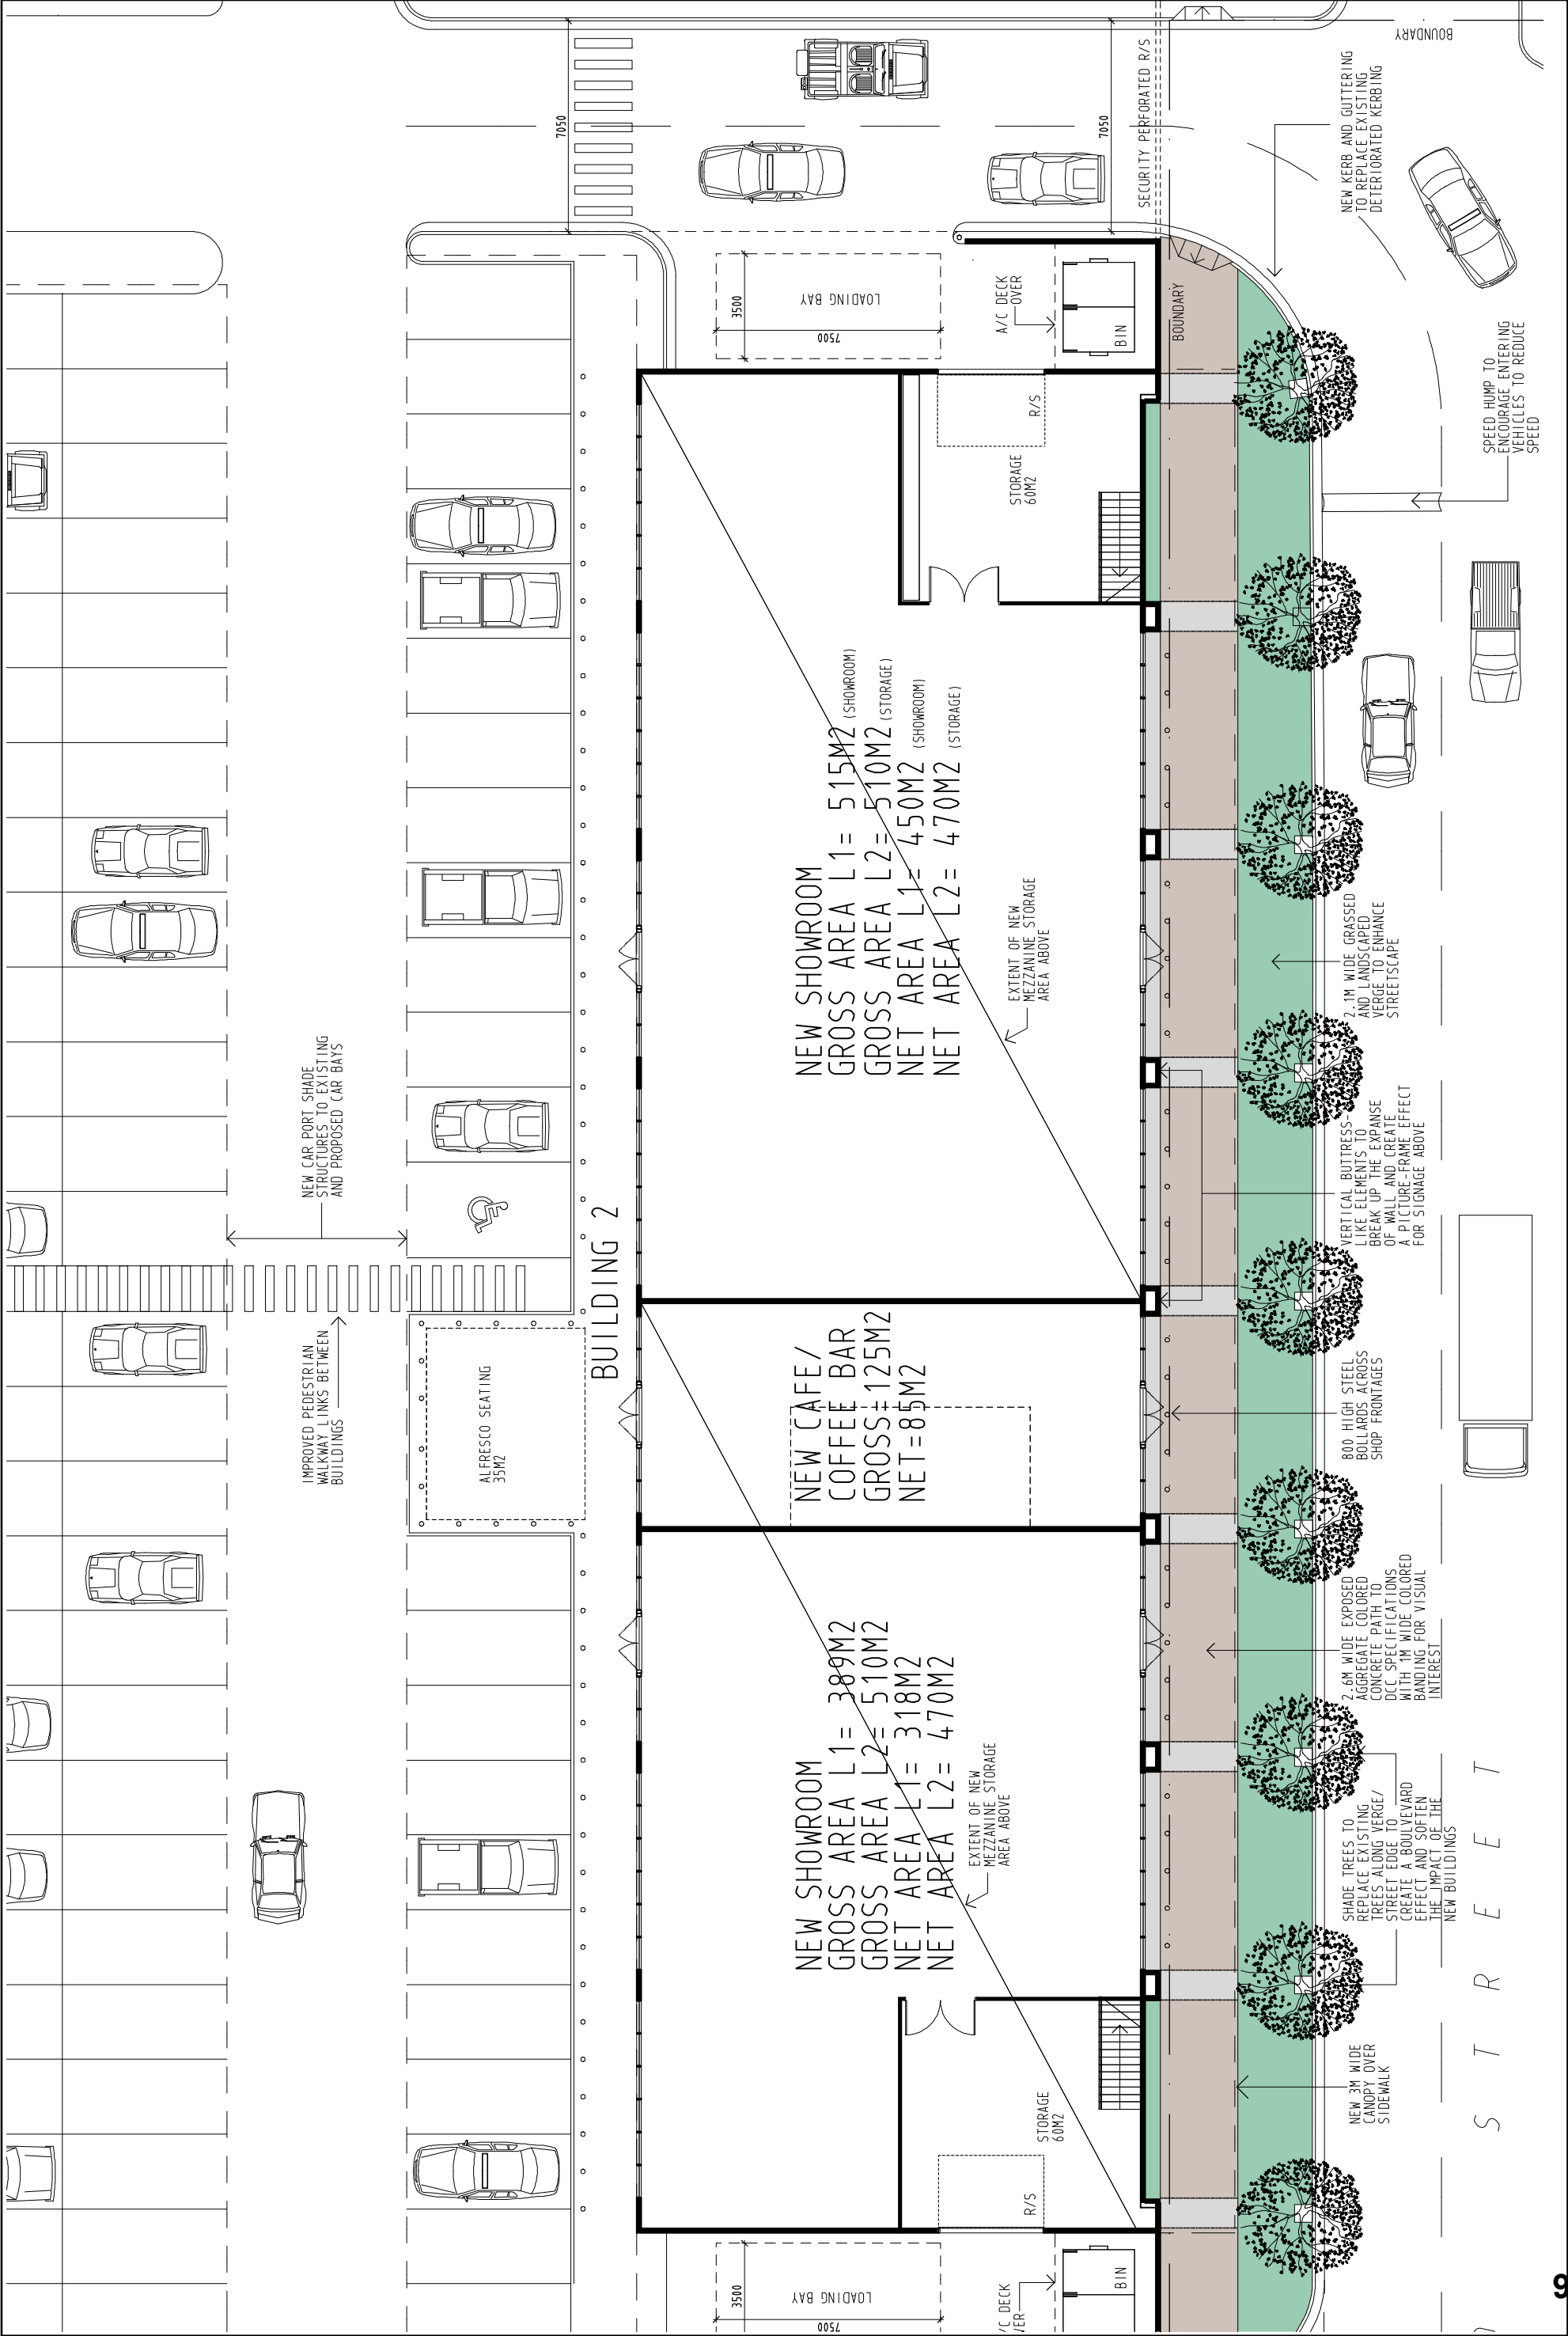 BOUNDARY
SECURITY PERFORATED R/S
7050
7050
NEW KERB AND GUTTERING
TO REPLACE EXISTING
DETERIORATED KERBING
3500
LOADING BAY
7500
A/C DECK
OVER
BIN
BOUNDARY
SPEED HUMP TO
ENCOURAGE ENTERING
VEHICLES TO REDUCE
SPEED
R/S
STORAGE
60M2
NEW SHOWROOM
GROSS AREA L1= 515M2 (SHOWROOM)
GROSS AREA L2= 510M2 (STORAGE)
NET AREA L1= 450M2 (SHOWROOM)
NET AREA L2= 470M2 (STORAGE)
EXTENT OF NEW
MEZZANINE STORAGE
AREA ABOVE
2.1M WIDE GRASSED
AND LANDSCAPED
VERGE TO ENHANCE
STREETSCAPE
NEW CAR PORT SHADE
STRUCTURES TO EXISTING
AND PROPOSED CAR BAYS
VERTICAL BUTTRESS-
LIKE ELEMENTS TO
BREAK UP THE EXPANSE
OF WALL AND CREATE
A PICTURE-FRAME EFFECT
FOR SIGNAGE ABOVE
BUILDING 2
IMPROVED PEDESTRIAN
WALKWAY LINKS BETWEEN
BUILDINGS
ALFRESCO SEATING
35M2
NEW CAFE/
COFFEE BAR
GROSS=125M2
NET=85M2
800 HIGH STEEL
BOLLARDS ACROSS
SHOP FRONTAGES
2.6M WIDE EXPOSED
AGGREGATE COLORED
CONCRETE PATH TO
DCC SPECIFICATIONS
WITH 1M WIDE COLORED
BANDING FOR VISUAL
INTEREST
NEW SHOWROOM
GROSS AREA L1= 389M2
GROSS AREA L2= 510M2
NET AREA L1= 318M2
NET AREA L2= 470M2
EXTENT OF NEW
MEZZANINE STORAGE
AREA ABOVE
SHADE TREES TO
REPLACE EXISTING
TREES ALONG VERGE/
STREET EDGE TO
CREATE A BOULVEVARD
EFFECT AND SOFTEN
THE IMPACT OF THE
NEW BUILDINGS
STORAGE
60M2
R/S
NEW 3M WIDE
CANOPY OVER
SIDEWALK
STREET
3500
LOADING BAY
7500
/C DECK
VER
BIN
9